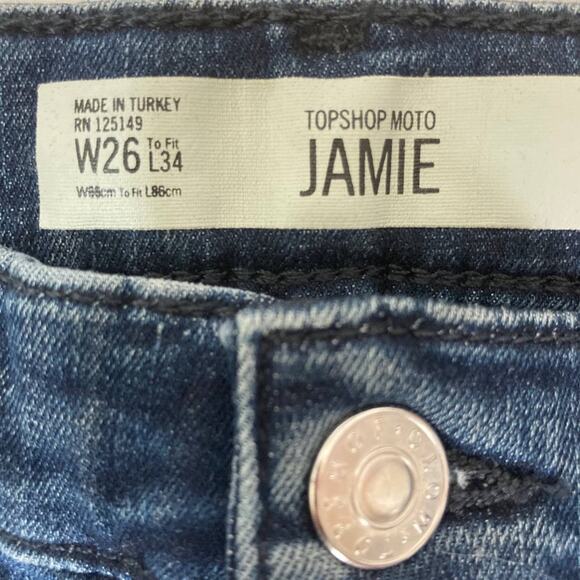 MADE IN TURKEY
RN 125149
W26 To Fit L34
W66cm To Fit L86cm
TOPSHOP MOTO
JAMIE